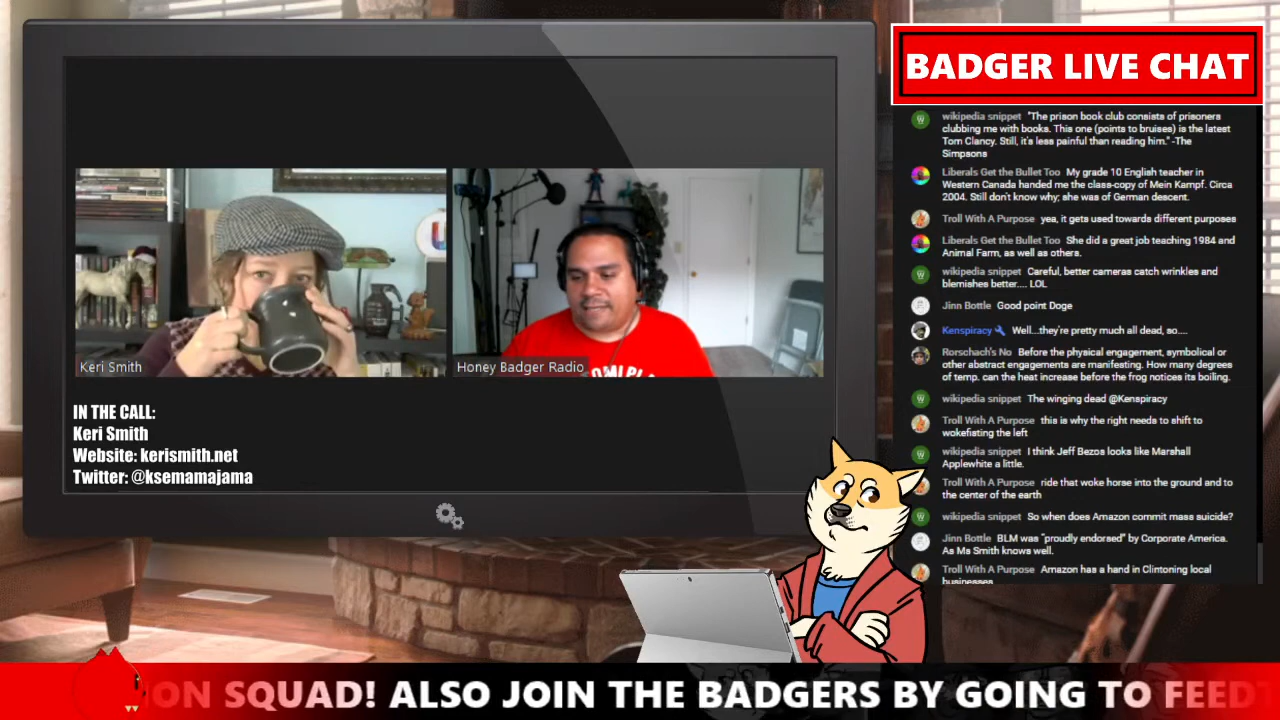 BADGER LIVE CHAT
wikipedia snippet "The prison book club consists of prisoners
clubbing me with books. This one (points to bruises) is the latest
Tom Clancy. Still, it's less painful than reading him." -The
Simpsons
Liberals Get the Bullet Too My grade 10 English teacher in
Western Canada handed me the class-copy of Mein Kampf. Circa
2004. Still don't know why; she was of German descent.
Troll With A Purpose yea, it gets used towards different purposes
Liberals Get the Bullet Too She did a great job teaching 1984 and
Animal Farm, as well as others.
wikipedia snippet Careful, better cameras catch wrinkles and
blemishes better.... LOL
Jinn Bottle Good point Doge
Kenspiracy Well...they're pretty much all dead, so....
Rorschach's No Before the physical engagement, symbolical or
other abstract engagements are manifesting. How many degrees
of temp. can the heat increase before the frog notices its boiling.
wikipedia snippet The winging dead @Kenspiracy
Troll With A Purpose this is why the right needs to shift to
wokefisting the left
wikipedia snippet I think Jeff Bezos looks like Marshall
Applewhite a little.
Troll With A Purpose ride that woke horse into the ground and to
the center of the earth
wikipedia snippet So when does Amazon commit mass suicide?
Jinn Bottle BLM was "proudly endorsed" by Corporate America.
As Ms Smith knows well.
Troll With A Purpose Amazon has a hand in Clintoning local
businesses
Keri Smith
Honey Badger Radio
IN THE CALL:
Keri Smith
Website: kerismith.net
Twitter: @ksemamajama
ON SQUAD! ALSO JOIN THE BADGERS BY GOING TO FEED